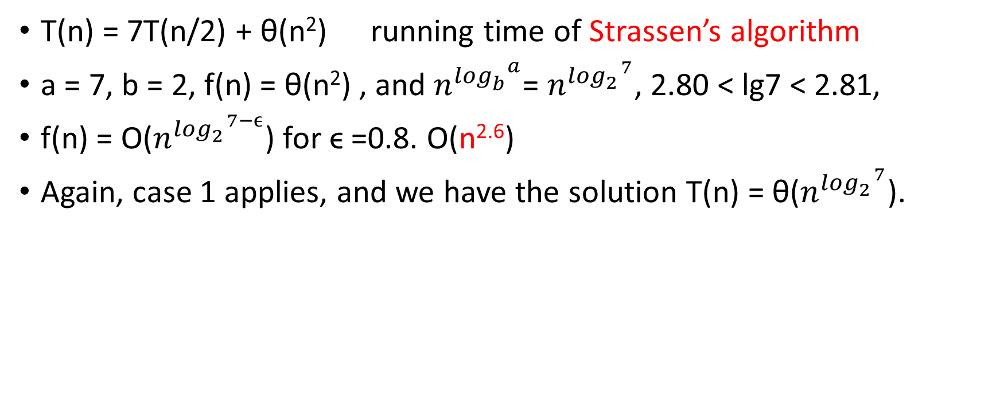 • T(n) = 7T(n/2) + θ(n²) running time of Strassen’s algorithm
• a = 7, b = 2, f(n) = θ(n²) , and 𝑛^{𝑙𝑜𝑔_𝑏^𝑎} = 𝑛^{𝑙𝑜𝑔_2^7}, 2.80 < lg7 < 2.81,
• f(n) = O(𝑛^{𝑙𝑜𝑔_2^{7−ϵ}}) for ϵ =0.8. O(n^{2.6})
• Again, case 1 applies, and we have the solution T(n) = θ(𝑛^{𝑙𝑜𝑔_2^7}).